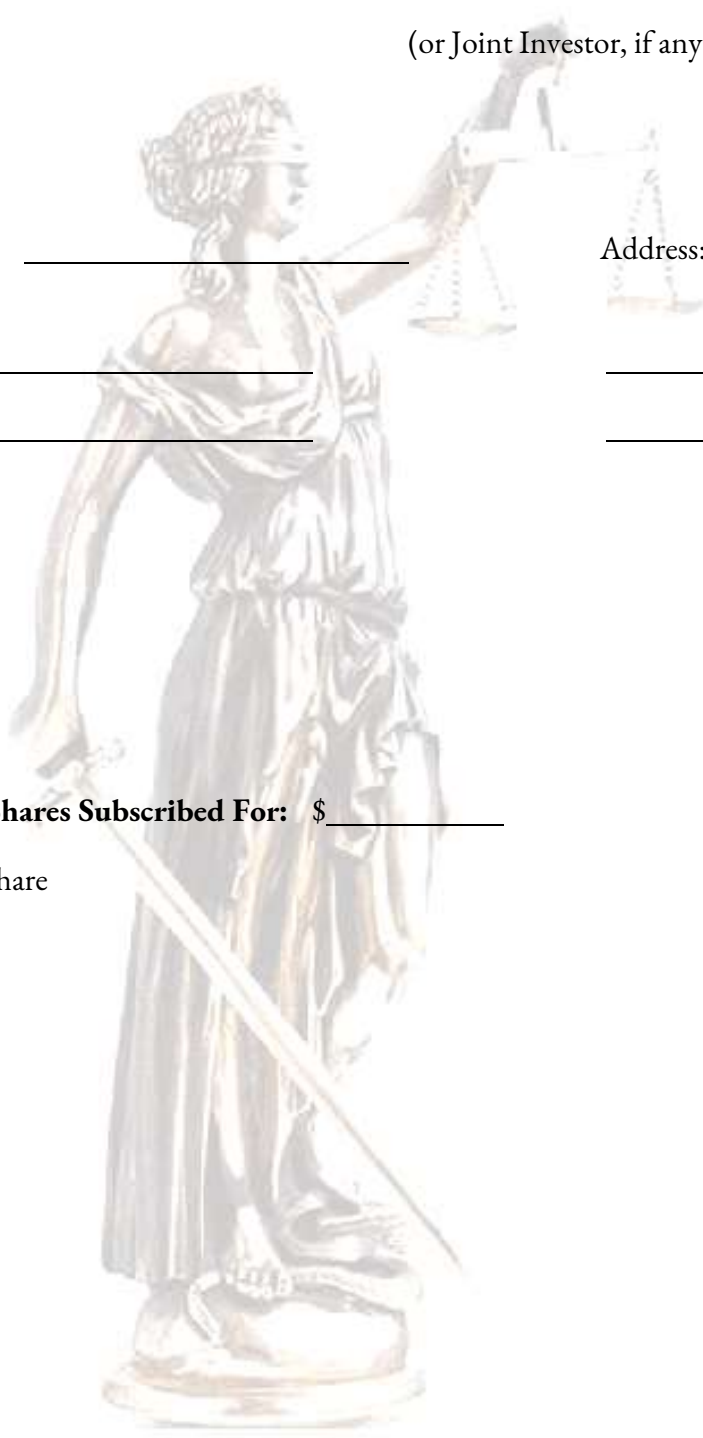 (or Joint Investor, if any
Address:
hares Subscribed For: $
hare